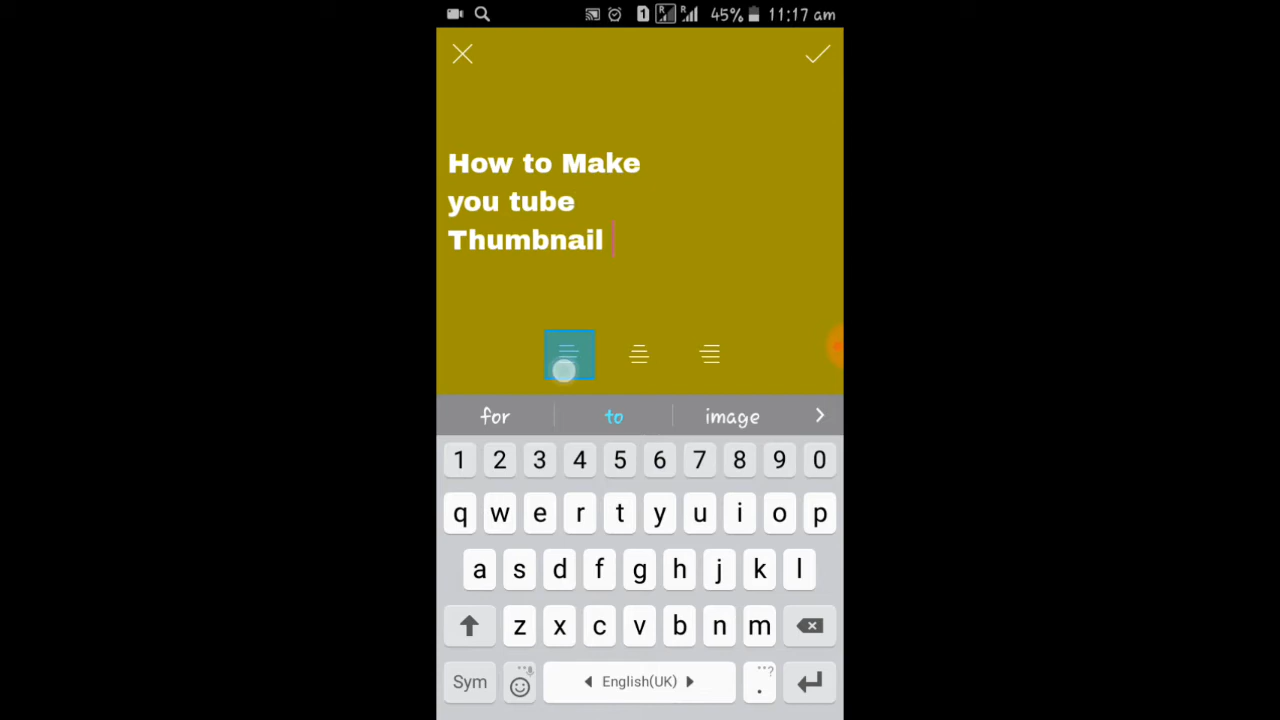 1 R R 45% 11:17 am
How to Make
you tube
Thumbnail
for to image
1 2 3 4 5 6 7 8 9 0
q w e r t y u i o p
a s d f g h j k l
z x c v b n m
Sym English(UK) . ?